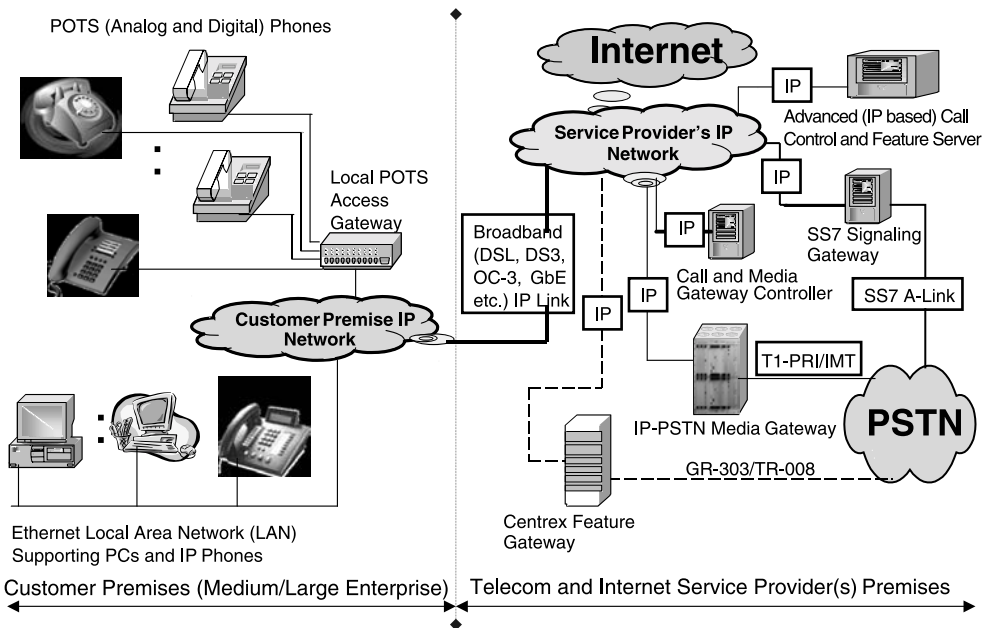 POTS (Analog and Digital) Phones
Local POTS
Access
Gateway
Customer Premise IP
Network
Ethernet Local Area Network (LAN)
Supporting PCs and IP Phones
Customer Premises (Medium/Large Enterprise)
Internet
Service Provider's IP
Network
IP
Advanced (IP based) Call
Control and Feature Server
IP
SS7 Signaling
Gateway
Broadband
(DSL, DS3,
OC-3, GbE
etc.) IP Link
IP
IP
Call and Media
Gateway Controller
IP
SS7 A-Link
T1-PRI/IMT
IP-PSTN Media Gateway
PSTN
GR-303/TR-008
Centrex Feature
Gateway
Telecom and Internet Service Provider(s) Premises